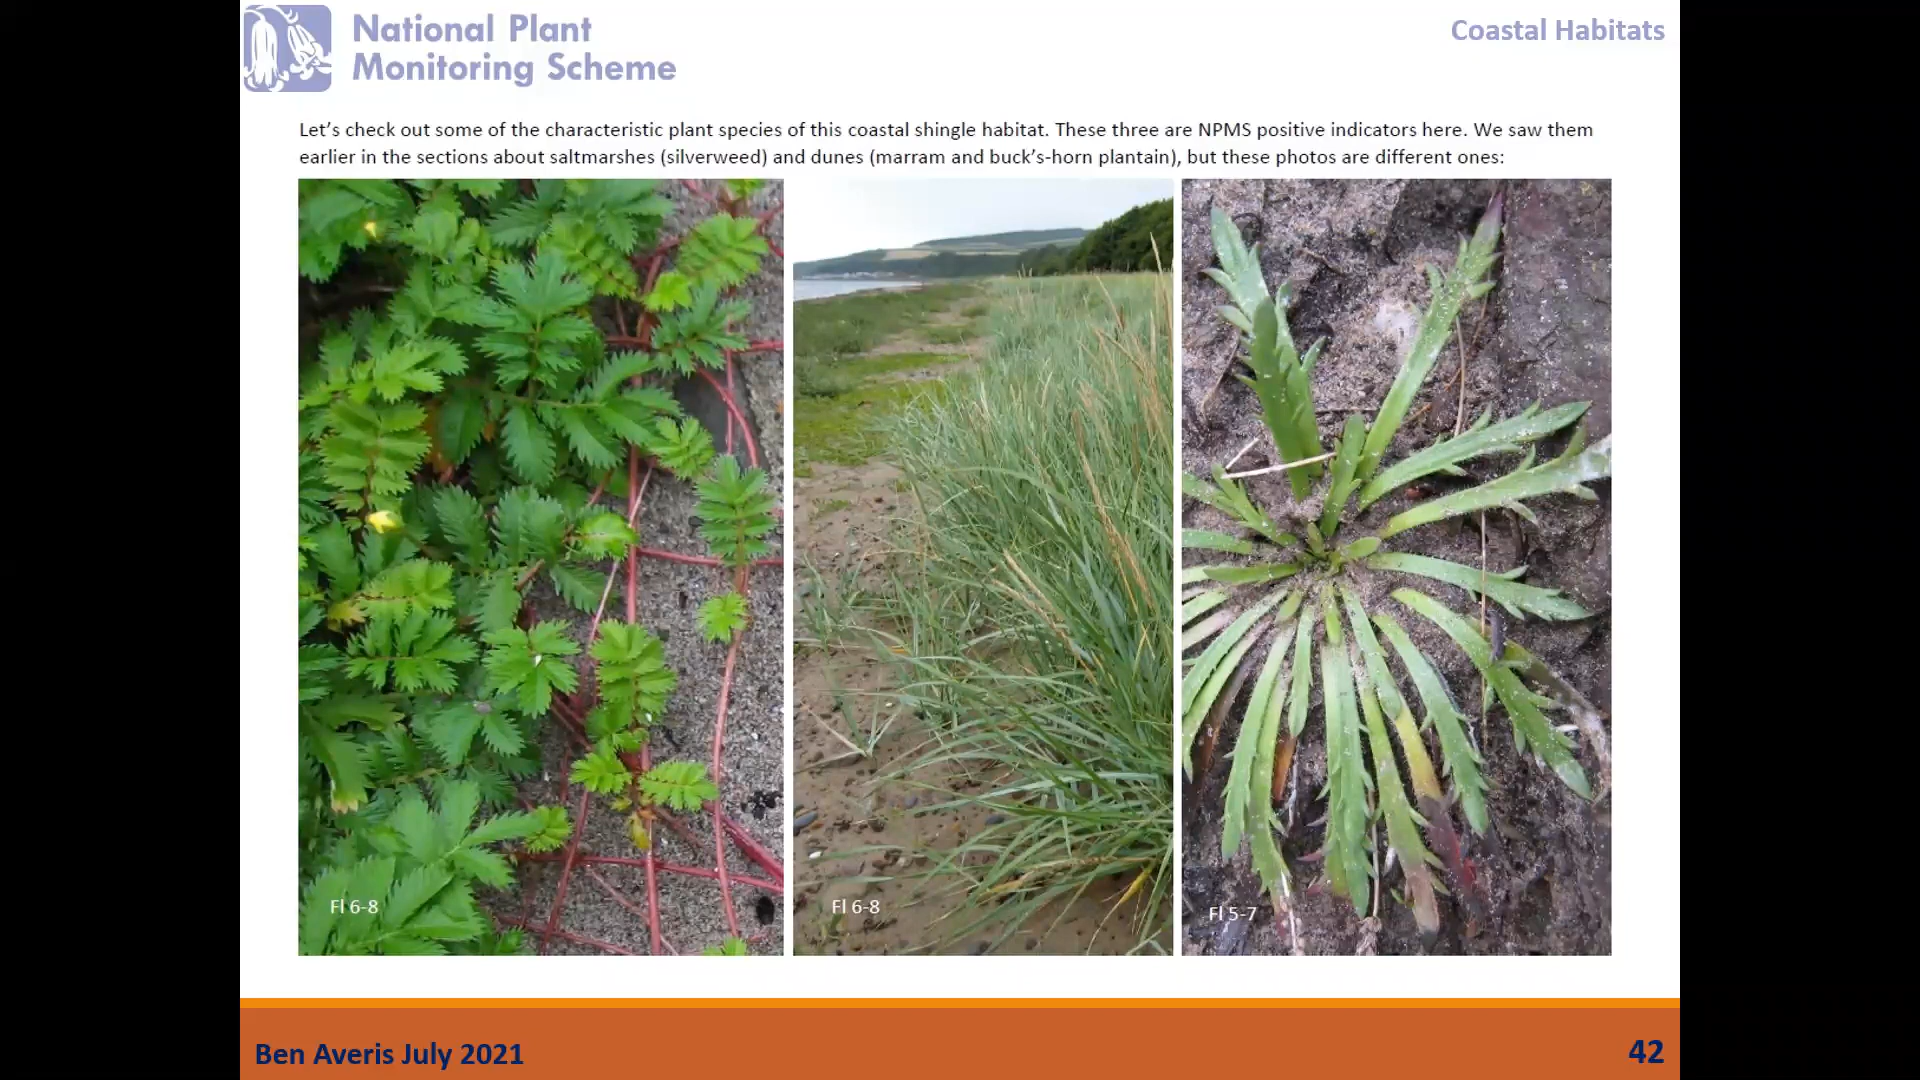 National Plant
Monitoring Scheme
Coastal Habitats
Let's check out some of the characteristic plant species of this coastal shingle habitat. These three are NPMS positive indicators here. We saw them
earlier in the sections about saltmarshes (silverweed) and dunes (marram and buck's-horn plantain), but these photos are different ones:
Fl 6-8
Fl 6-8
Fl 5-7
Ben Averis July 2021
42